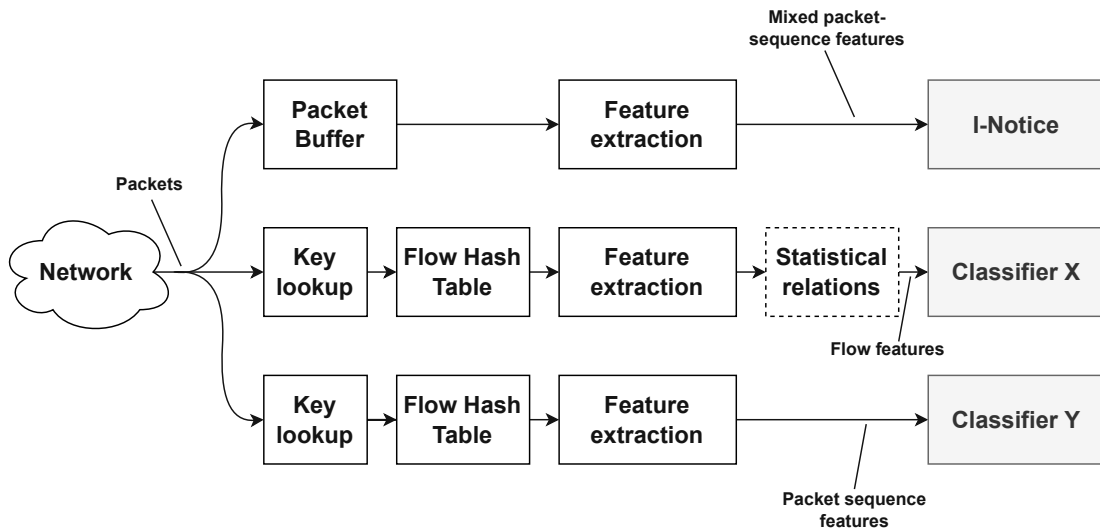 Mixed packet-
sequence features
Packet
Buffer
Feature
extraction
I-Notice
Packets
Network
Key
lookup
Flow Hash
Table
Feature
extraction
Statistical
relations
Classifier X
Flow features
Key
lookup
Flow Hash
Table
Feature
extraction
Classifier Y
Packet sequence
features